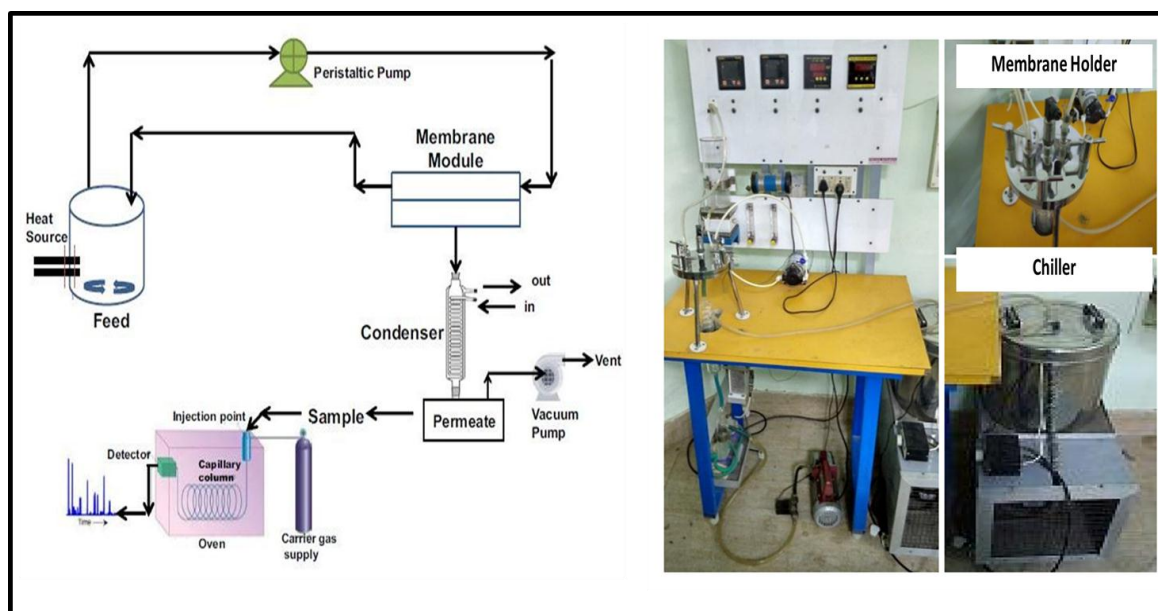 Peristaltic Pump
Membrane
Module
Heat
Source
Feed
out
in
Condenser
Vent
Vacuum
Pump
Permeate
Sample
Injection point
Detector
Capillary
column
Time
Oven
Carrier gas
supply
Membrane Holder
Chiller